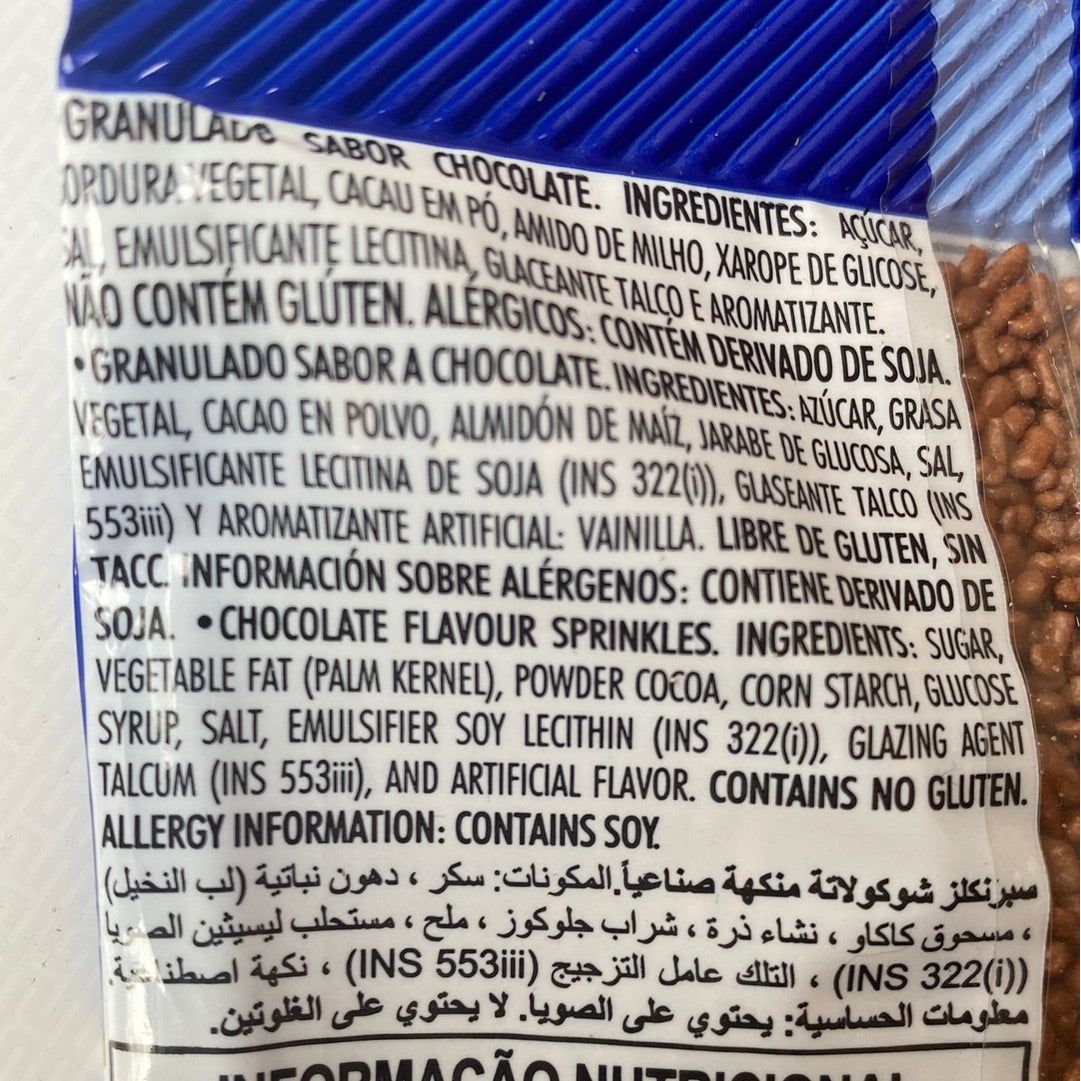 GRANULADO SABOR CHOCOLATE. INGREDIENTES: AÇÚCAR,
GORDURA VEGETAL, CACAU EM PÓ, AMIDO DE MILHO, XAROPE DE GLICOSE,
SAL, EMULSIFICANTE LECITINA, GLACEANTE TALCO E AROMATIZANTE.
NÃO CONTÉM GLÚTEN. ALÉRGICOS: CONTÉM DERIVADO DE SOJA.
• GRANULADO SABOR A CHOCOLATE. INGREDIENTES: AZÚCAR, GRASA
VEGETAL, CACAO EN POLVO, ALMIDÓN DE MAÍZ, JARABE DE GLUCOSA, SAL,
EMULSIFICANTE LECITINA DE SOJA (INS 322(i)), GLASEANTE TALCO (INS
553iii) Y AROMATIZANTE ARTIFICIAL: VAINILLA. LIBRE DE GLUTEN, SIN
TACC. INFORMACIÓN SOBRE ALÉRGENOS: CONTIENE DERIVADO DE
SOJA. • CHOCOLATE FLAVOUR SPRINKLES. INGREDIENTS: SUGAR,
VEGETABLE FAT (PALM KERNEL), POWDER COCOA, CORN STARCH, GLUCOSE
SYRUP, SALT, EMULSIFIER SOY LECITHIN (INS 322(i)), GLAZING AGENT
TALCUM (INS 553iii), AND ARTIFICIAL FLAVOR. CONTAINS NO GLUTEN.
ALLERGY INFORMATION: CONTAINS SOY.
سبرنكلز شوكولاتة منكهة صناعياً.المكونات: سكر ، دهون نباتية (لب النخيل)
، مسحوق كاكاو ، نشاء ذرة ، شراب جلوكوز ، ملح ، مستحلب ليسيثين الصويا
(INS 322(i)) ، التلك عامل التزجيج (INS 553iii) ، نكهة اصطناعية.
معلومات الحساسية: يحتوي على الصويا. لا يحتوي على الغلوتين.
INFORMAÇÃO NUTRICIONAL